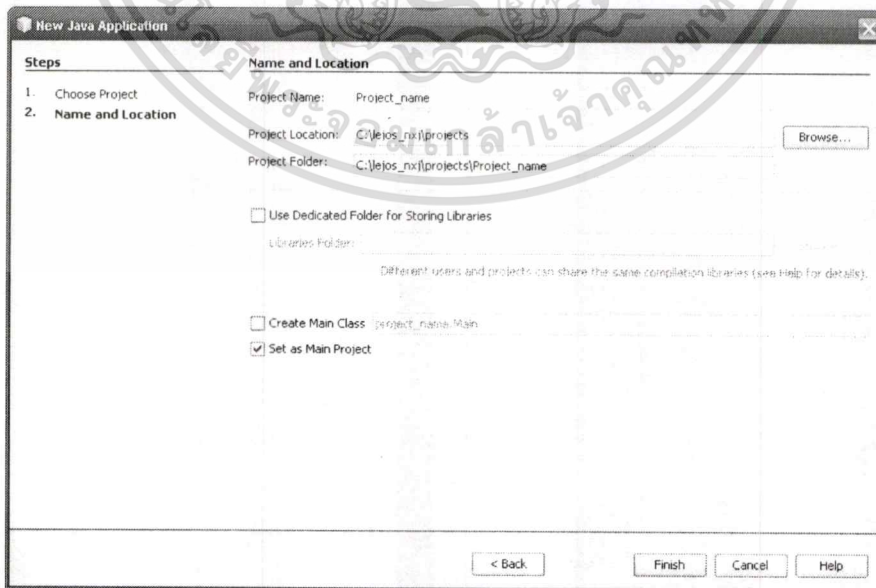 New Java Application
Steps
1. Choose Project
2. Name and Location
Name and Location
Project Name: Project_name
Project Location: C:\lejos_nxj\projects
Browse...
Project Folder: C:\lejos_nxj\projects\Project_name
Use Dedicated Folder for Storing Libraries
Libraries Folder:
Different users and projects can share the same compilation libraries (see Help for details).
Create Main Class project_name.Main
Set as Main Project
< Back
Finish
Cancel
Help